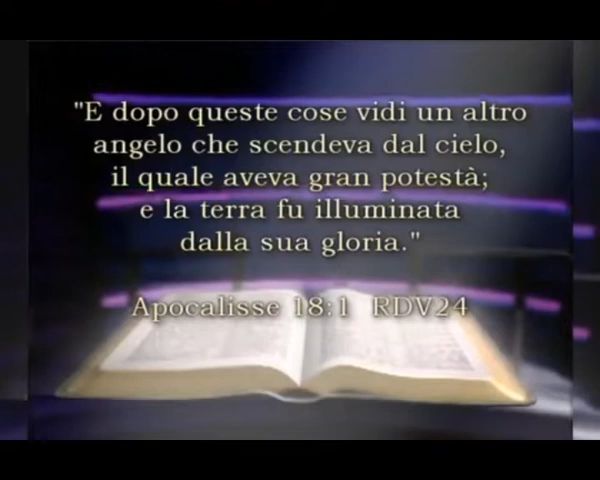 "E dopo queste cose vidi un altro
angelo che scendeva dal cielo,
il quale aveva gran potestà;
e la terra fu illuminata
dalla sua gloria."
Apocalisse 18:1 RDV24